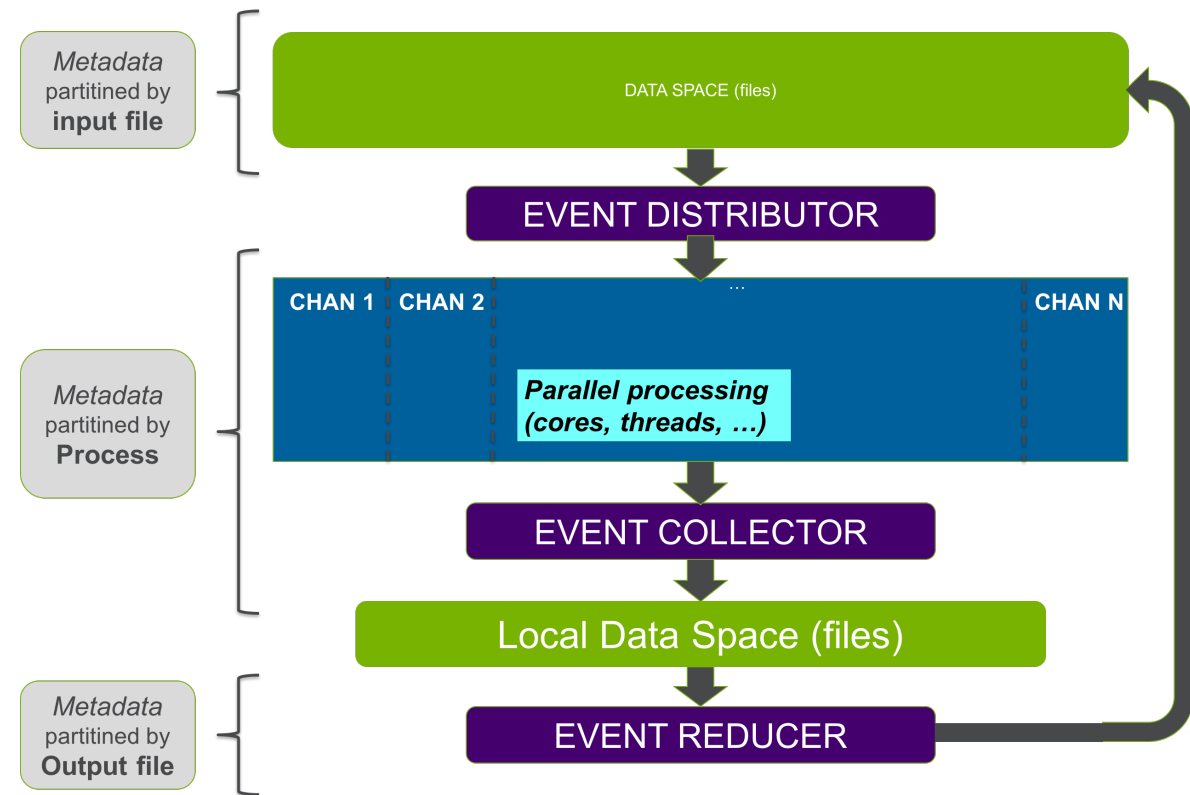 Metadata
partitined by
input file
DATA SPACE (files)
EVENT DISTRIBUTOR
CHAN 1
CHAN 2
...
CHAN N
Metadata
partitined by
Process
Parallel processing
(cores, threads, …)
EVENT COLLECTOR
Local Data Space (files)
Metadata
partitined by
Output file
EVENT REDUCER